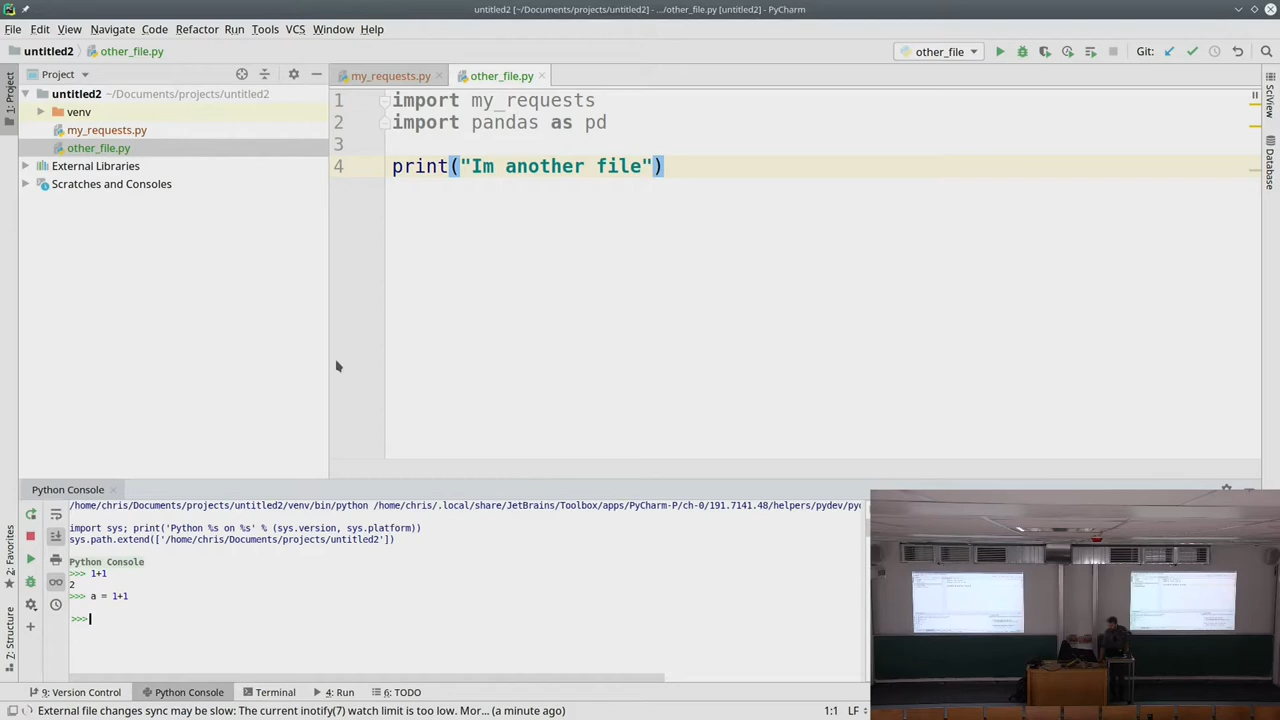 untitled2 [~/Documents/projects/untitled2] - .../other_file.py [untitled2] - PyCharm
File Edit View Navigate Code Refactor Run Tools VCS Window Help
untitled2 other_file.py
other_file Git:
1: Project
Project
my_requests.py other_file.py
untitled2 ~/Documents/projects/untitled2
venv
my_requests.py
other_file.py
External Libraries
Scratches and Consoles
1 import my_requests
2 import pandas as pd
3
4 print("Im another file")
SciView
Database
Python Console
/home/chris/Documents/projects/untitled2/venv/bin/python /home/chris/.local/share/JetBrains/Toolbox/apps/PyCharm-P/ch-0/191.7141.48/helpers/pydev/pyd
import sys; print('Python %s on %s' % (sys.version, sys.platform))
sys.path.extend(['/home/chris/Documents/projects/untitled2'])
Python Console
>>> 1+1
2
>>> a = 1+1
>>>
2: Favorites
Z: Structure
9: Version Control Python Console Terminal 4: Run 6: TODO
External file changes sync may be slow: The current inotify(7) watch limit is too low. Mor... (a minute ago) 1:1 LF